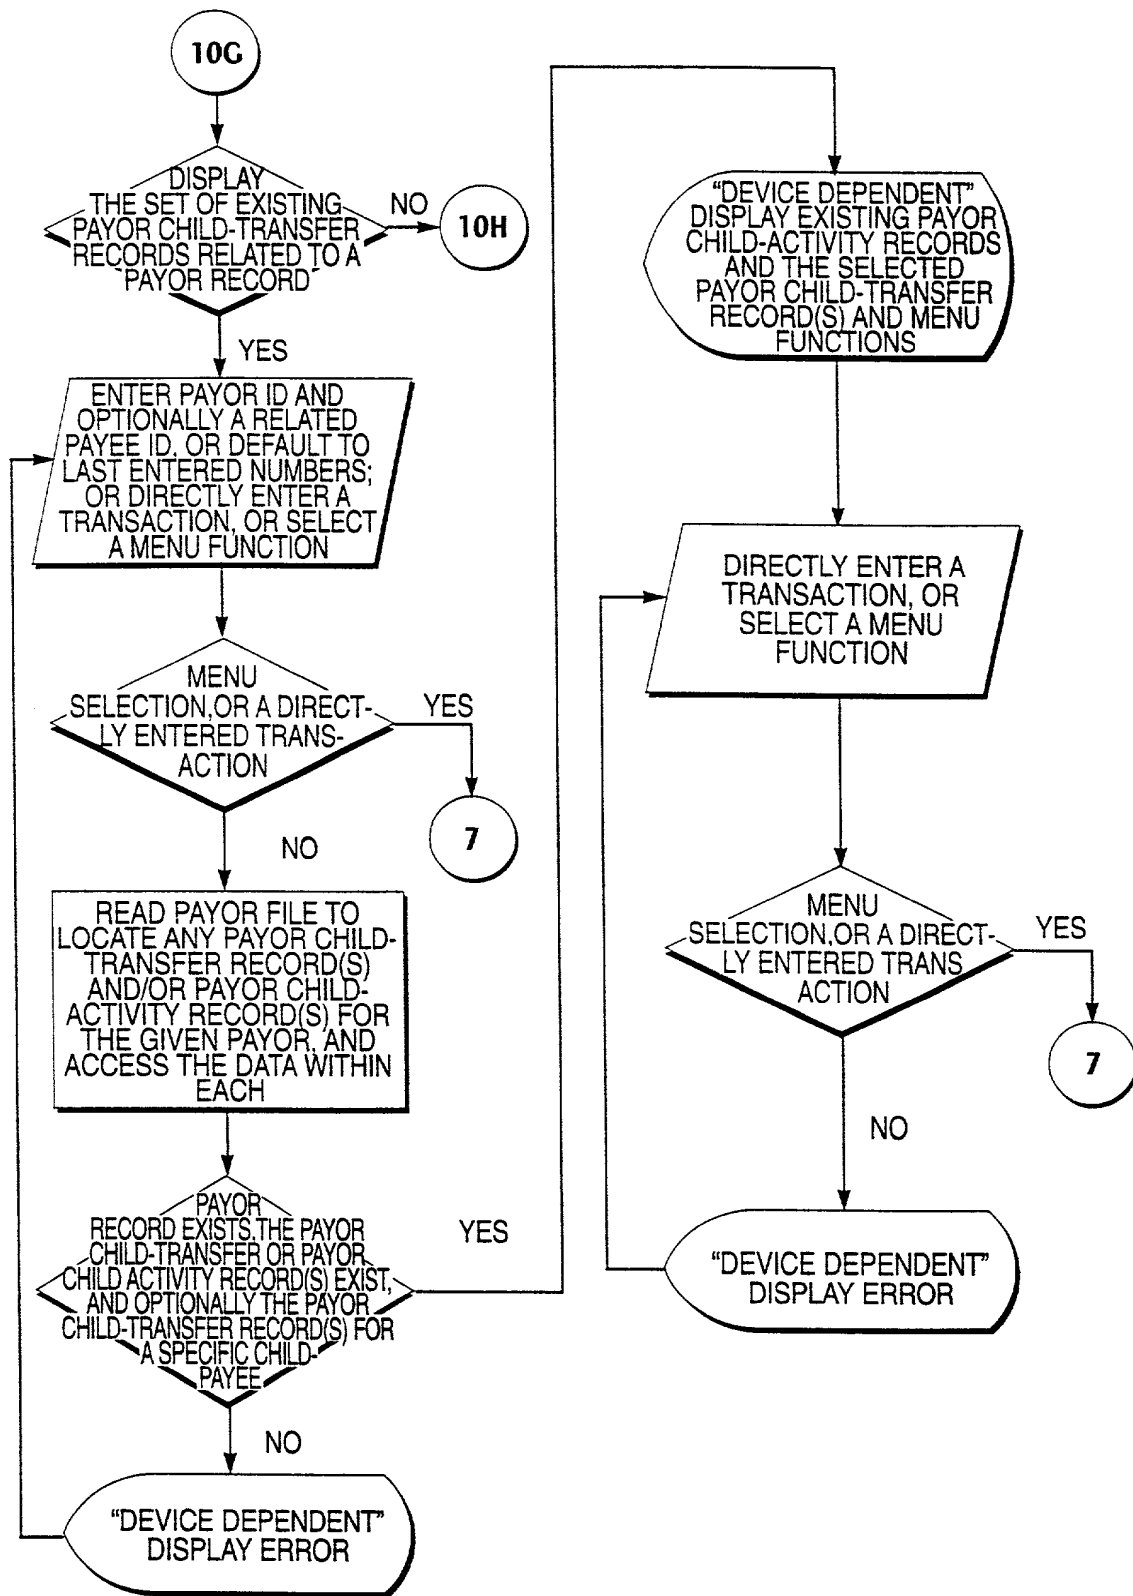 10G
DISPLAY
THE SET OF EXISTING
PAYOR CHILD-TRANSFER
RECORDS RELATED TO A
PAYOR RECORD
NO
10H
YES
ENTER PAYOR ID AND
OPTIONALLY A RELATED
PAYEE ID, OR DEFAULT TO
LAST ENTERED NUMBERS;
OR DIRECTLY ENTER A
TRANSACTION, OR SELECT
A MENU FUNCTION
MENU
SELECTION,OR A DIRECT-
LY ENTERED TRANS-
ACTION
YES
7
NO
READ PAYOR FILE TO
LOCATE ANY PAYOR CHILD-
TRANSFER RECORD(S)
AND/OR PAYOR CHILD-
ACTIVITY RECORD(S) FOR
THE GIVEN PAYOR, AND
ACCESS THE DATA WITHIN
EACH
PAYOR
RECORD EXISTS,THE PAYOR
CHILD-TRANSFER OR PAYOR
CHILD ACTIVITY RECORD(S) EXIST,
AND OPTIONALLY THE PAYOR
CHILD-TRANSFER RECORD(S) FOR
A SPECIFIC CHILD-
PAYEE
YES
NO
“DEVICE DEPENDENT”
DISPLAY ERROR
“DEVICE DEPENDENT”
DISPLAY EXISTING PAYOR
CHILD-ACTIVITY RECORDS
AND THE SELECTED
PAYOR CHILD-TRANSFER
RECORD(S) AND MENU
FUNCTIONS
DIRECTLY ENTER A
TRANSACTION, OR
SELECT A MENU
FUNCTION
MENU
SELECTION,OR A DIRECT-
LY ENTERED TRANS
ACTION
YES
7
NO
“DEVICE DEPENDENT”
DISPLAY ERROR